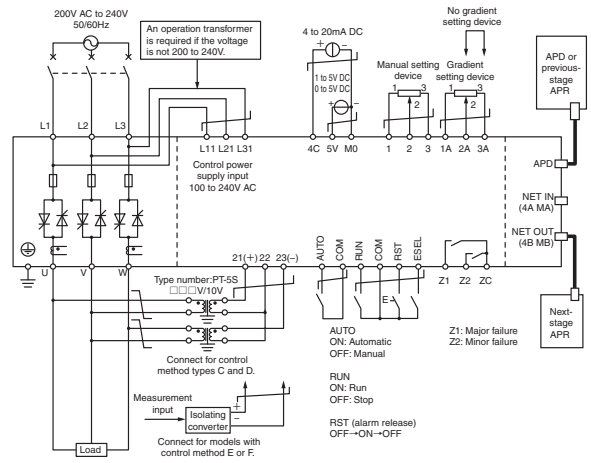 200V AC to 240V
50/60Hz
An operation transformer
is required if the voltage
is not 200 to 240V.
4 to 20mA DC
+ −
1 to 5V DC
0 to 5V DC
+ −
No gradient
setting device
Manual setting
device
1 3
2
Gradient
setting device
1 3
2
APD or
previous-
stage
APR
L1 L2 L3
L11 L21 L31
4C 5V M0
1 2 3
1A 2A 3A
Control power
supply input
100 to 240V AC
APD
NET IN
(4A MA)
NET OUT
(4B MB)
AUTO
COM
RUN
COM
RST
ESEL
U V W
21(+) 22 23(−)
Z1 Z2 ZC
Type number:PT-5S
□□□V/10V
E
Connect for control
method types C and D.
AUTO
ON: Automatic
OFF: Manual
Z1: Major failure
Z2: Minor failure
Next-
stage
APR
RUN
ON: Run
OFF: Stop
Measurement
input
Isolating
converter
+
−
RST (alarm release)
OFF→ON→OFF
Connect for models with
control method E or F.
Load